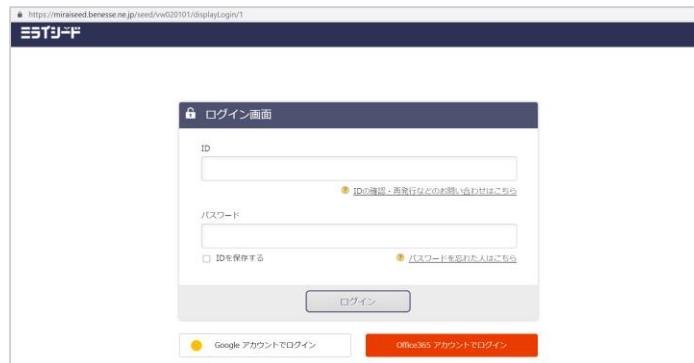 https://miraiseed.benesse.ne.jp/seed/vw020101/displayLogin/1
ミライシード
ログイン画面
ID
IDの確認・再発行などのお問い合わせはこちら
パスワード
IDを保存する
パスワードを忘れた人はこちら
ログイン
Google アカウントでログイン
Office365 アカウントでログイン